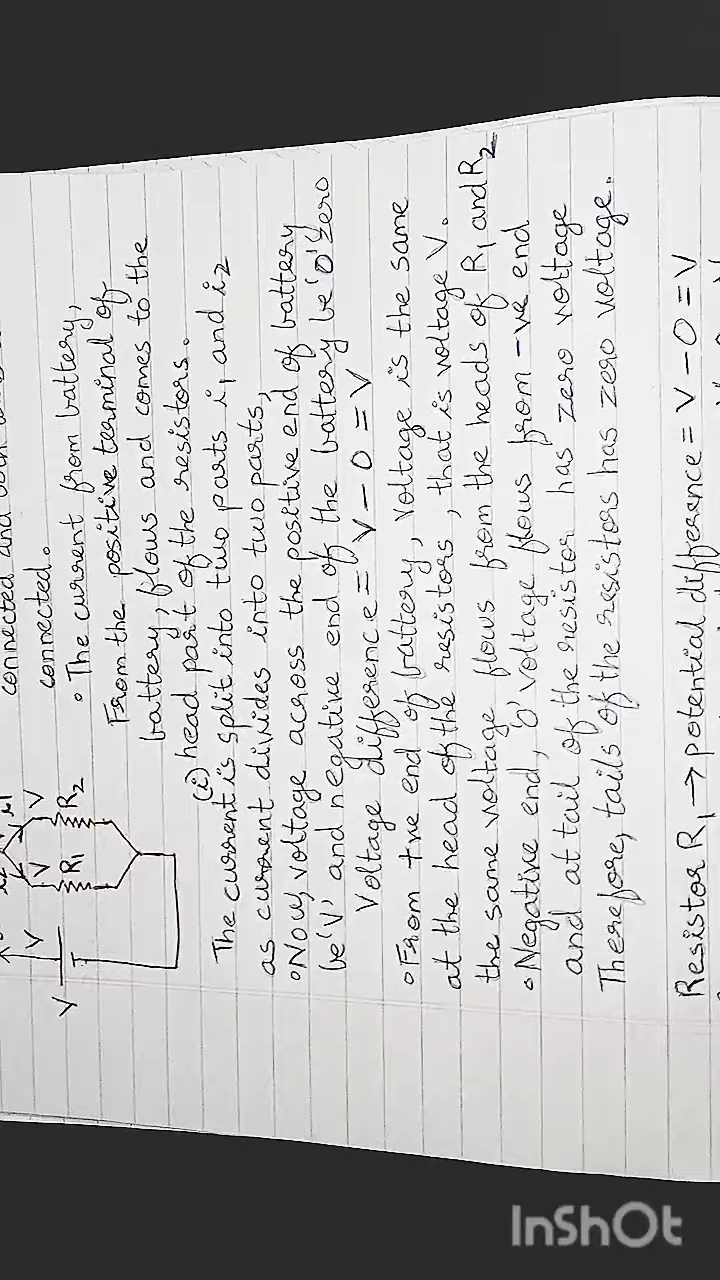 connected and both
connected.
∘ The current from battery,
From the positive terminal of
battery, flows and comes to the
(i) head part of the resistors.
V
V
V
V
i1
R1
R2
The current is split into two parts i1 and i2
as current divides into two parts,
∘ Now, voltage across the positive end of battery
be 'V' and negative end of the battery be '0' zero
Voltage difference = V - 0 = V
∘ From +ve end of battery, voltage is the same
at the head of the resistors, that is voltage V.
the same voltage flows from the heads of R1 and R2
∘ Negative end, '0' voltage flows from -ve end
and at tail of the resistor has zero voltage
Therefore, tails of the resistors has zero voltage.
Resistor R1 → potential difference = V - 0 = V
InShOt